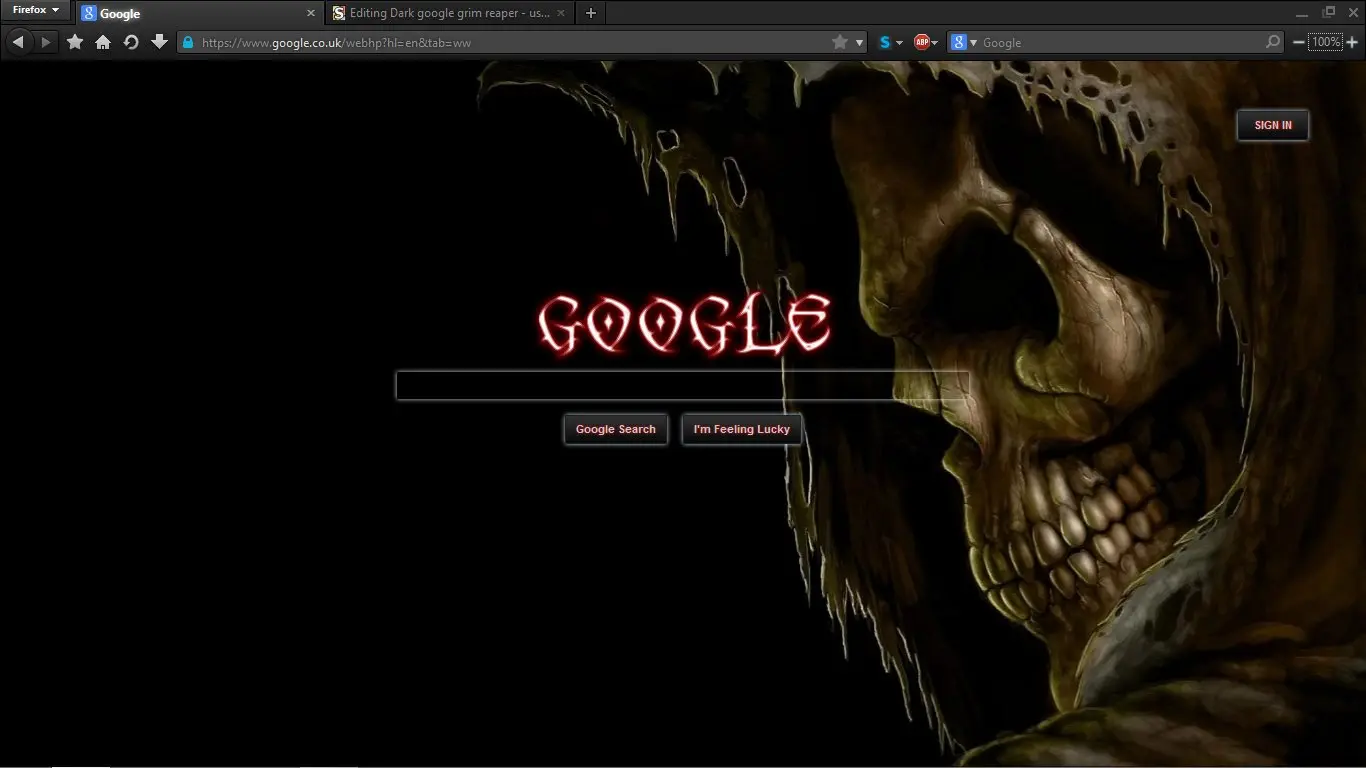 Firefox
Google
Editing Dark google grim reaper - us...
https://www.google.co.uk/webhp?hl=en&tab=ww
S
ABP
Google
100%
SIGN IN
GOOGLE
Google Search
I'm Feeling Lucky